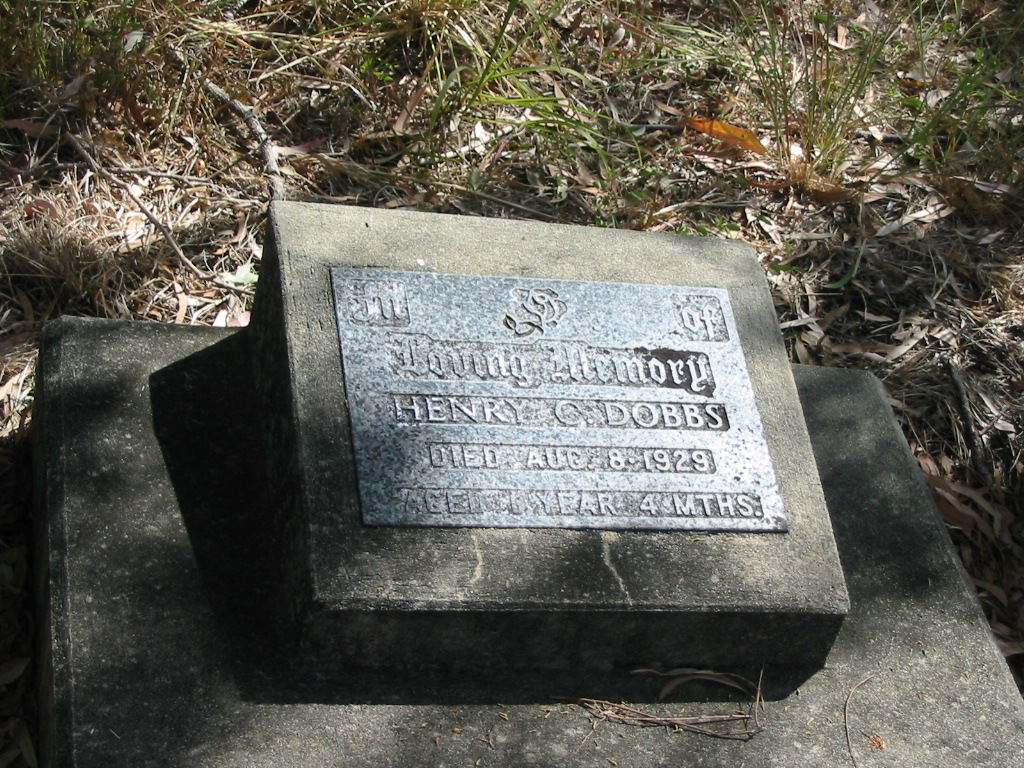 In of
Loving Memory
HENRY C. DOBBS
DIED AUG. 8. 1929
AGED 1 YEAR 4 MTHS.